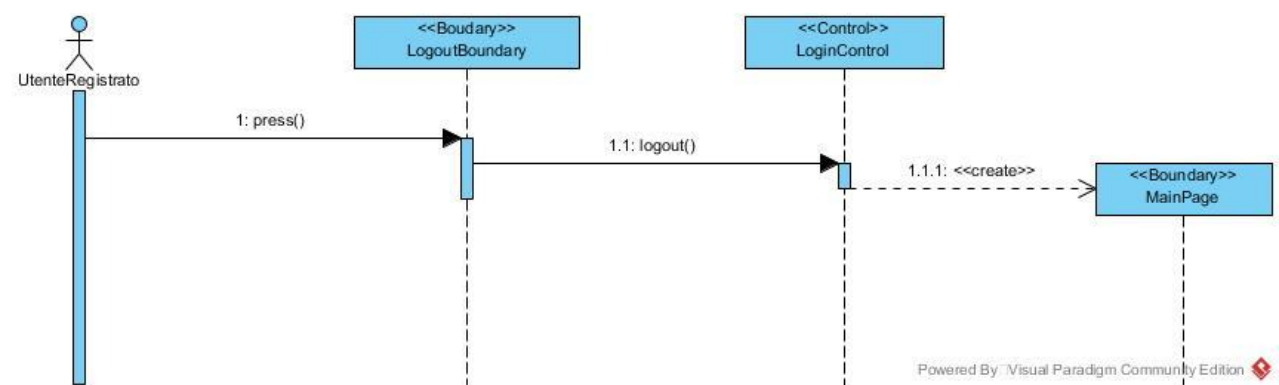 <<Boudary>>
LogoutBoundary
<<Control>>
LoginControl
UtenteRegistrato
1: press()
1.1: logout()
1.1.1: <<create>>
<<Boundary>>
MainPage
Powered By Visual Paradigm Community Edition